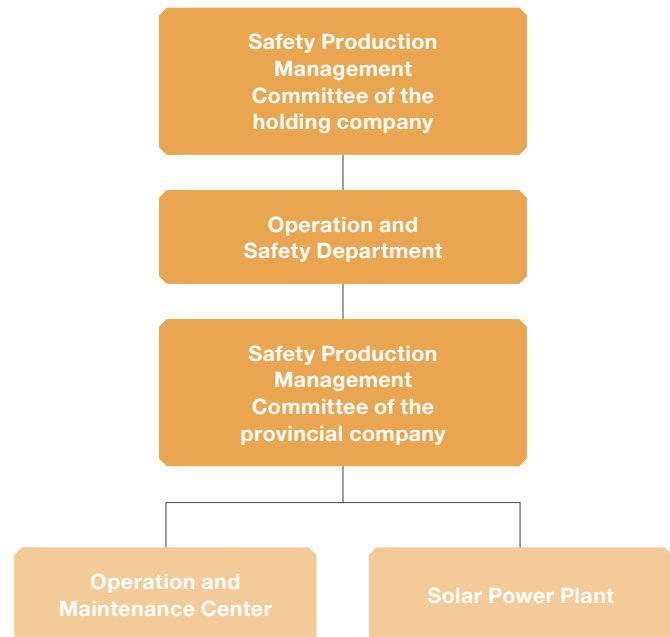 Safety Production
Management
Committee of the
holding company
Operation and
Safety Department
Safety Production
Management
Committee of the
provincial company
Operation and
Maintenance Center
Solar Power Plant